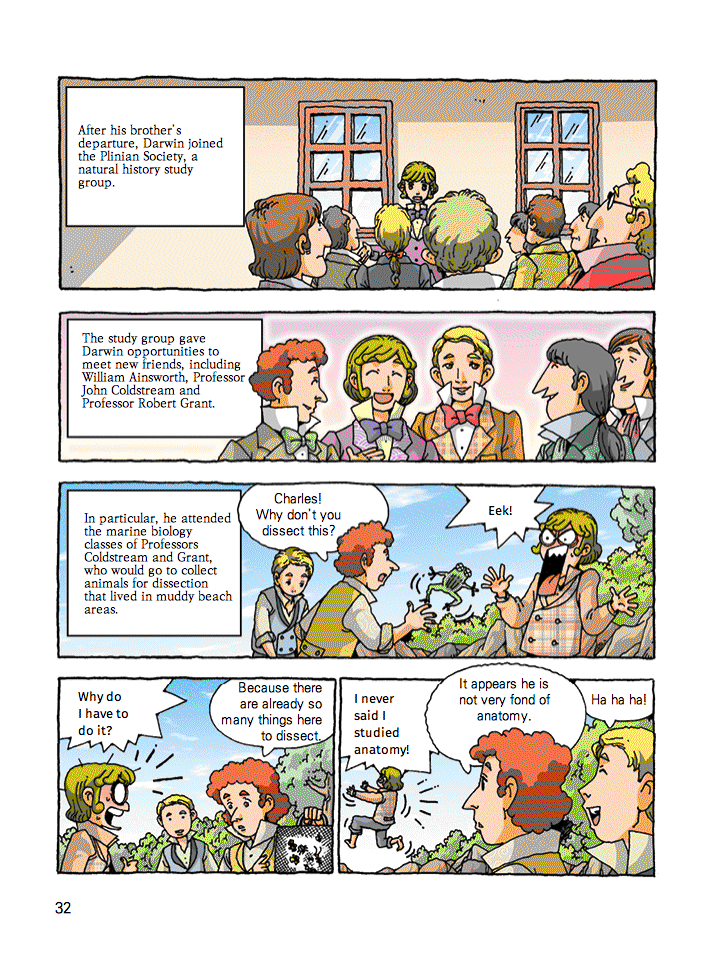 After his brother's
departure, Darwin joined
the Plinian Society, a
natural history study
group.
The study group gave
Darwin opportunities to
meet new friends, including
William Ainsworth, Professor
John Coldstream and
Professor Robert Grant.
In particular, he attended
the marine biology
classes of Professors
Coldstream and Grant,
who would go to collect
animals for dissection
that lived in muddy beach
areas.
Charles!
Why don't you
dissect this?
Eek!
Why do
I have to
do it?
Because there
are already so
many things here
to dissect.
I never
said I
studied
anatomy!
It appears he is
not very fond of
anatomy.
Ha ha ha!
32